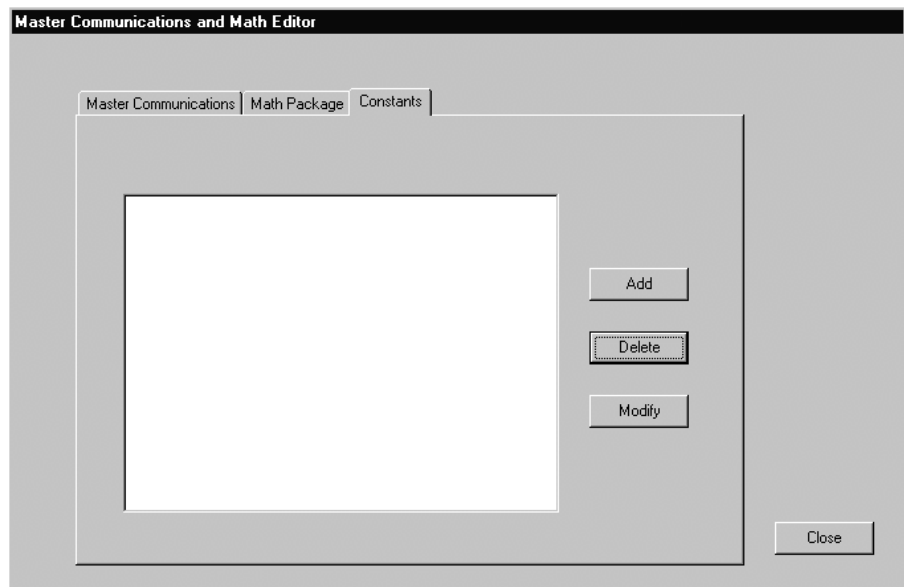 Master Communications and Math Editor
Master Communications Math Package Constants
Add
Delete
Modify
Close